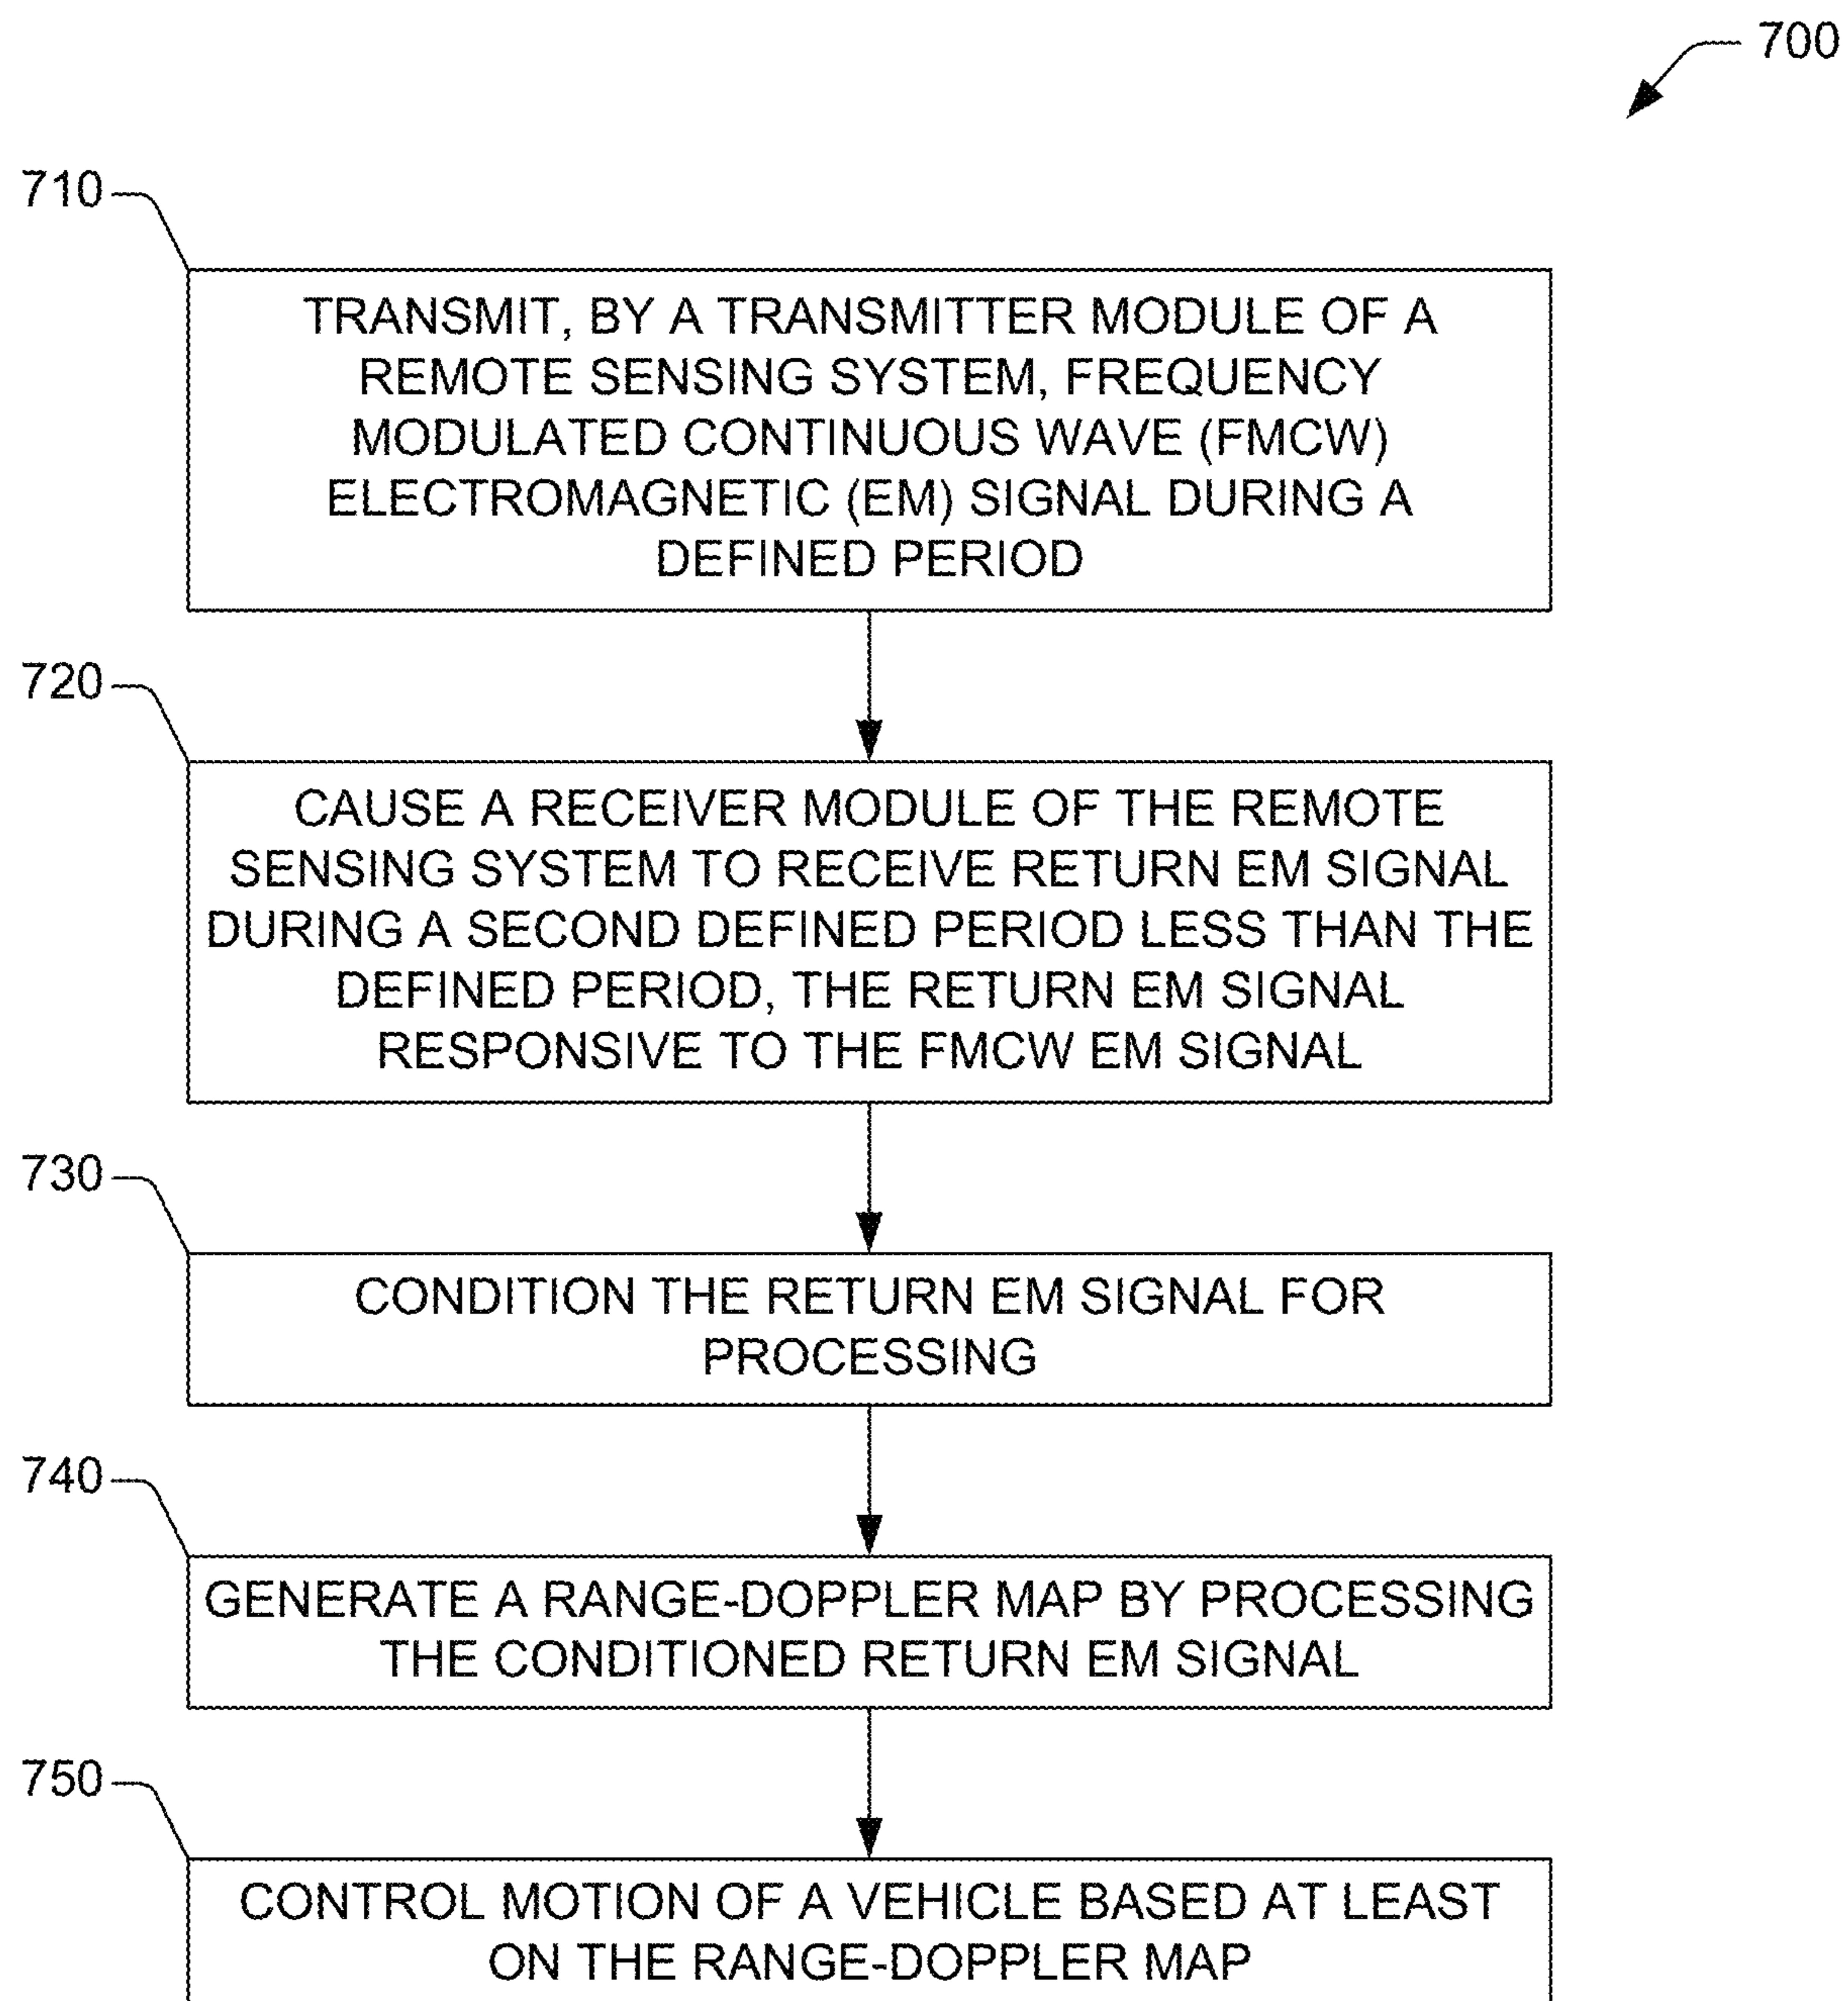 700
710
TRANSMIT, BY A TRANSMITTER MODULE OF A
REMOTE SENSING SYSTEM, FREQUENCY
MODULATED CONTINUOUS WAVE (FMCW)
ELECTROMAGNETIC (EM) SIGNAL DURING A
DEFINED PERIOD
720
CAUSE A RECEIVER MODULE OF THE REMOTE
SENSING SYSTEM TO RECEIVE RETURN EM SIGNAL
DURING A SECOND DEFINED PERIOD LESS THAN THE
DEFINED PERIOD, THE RETURN EM SIGNAL
RESPONSIVE TO THE FMCW EM SIGNAL
730
CONDITION THE RETURN EM SIGNAL FOR
PROCESSING
740
GENERATE A RANGE-DOPPLER MAP BY PROCESSING
THE CONDITIONED RETURN EM SIGNAL
750
CONTROL MOTION OF A VEHICLE BASED AT LEAST
ON THE RANGE-DOPPLER MAP